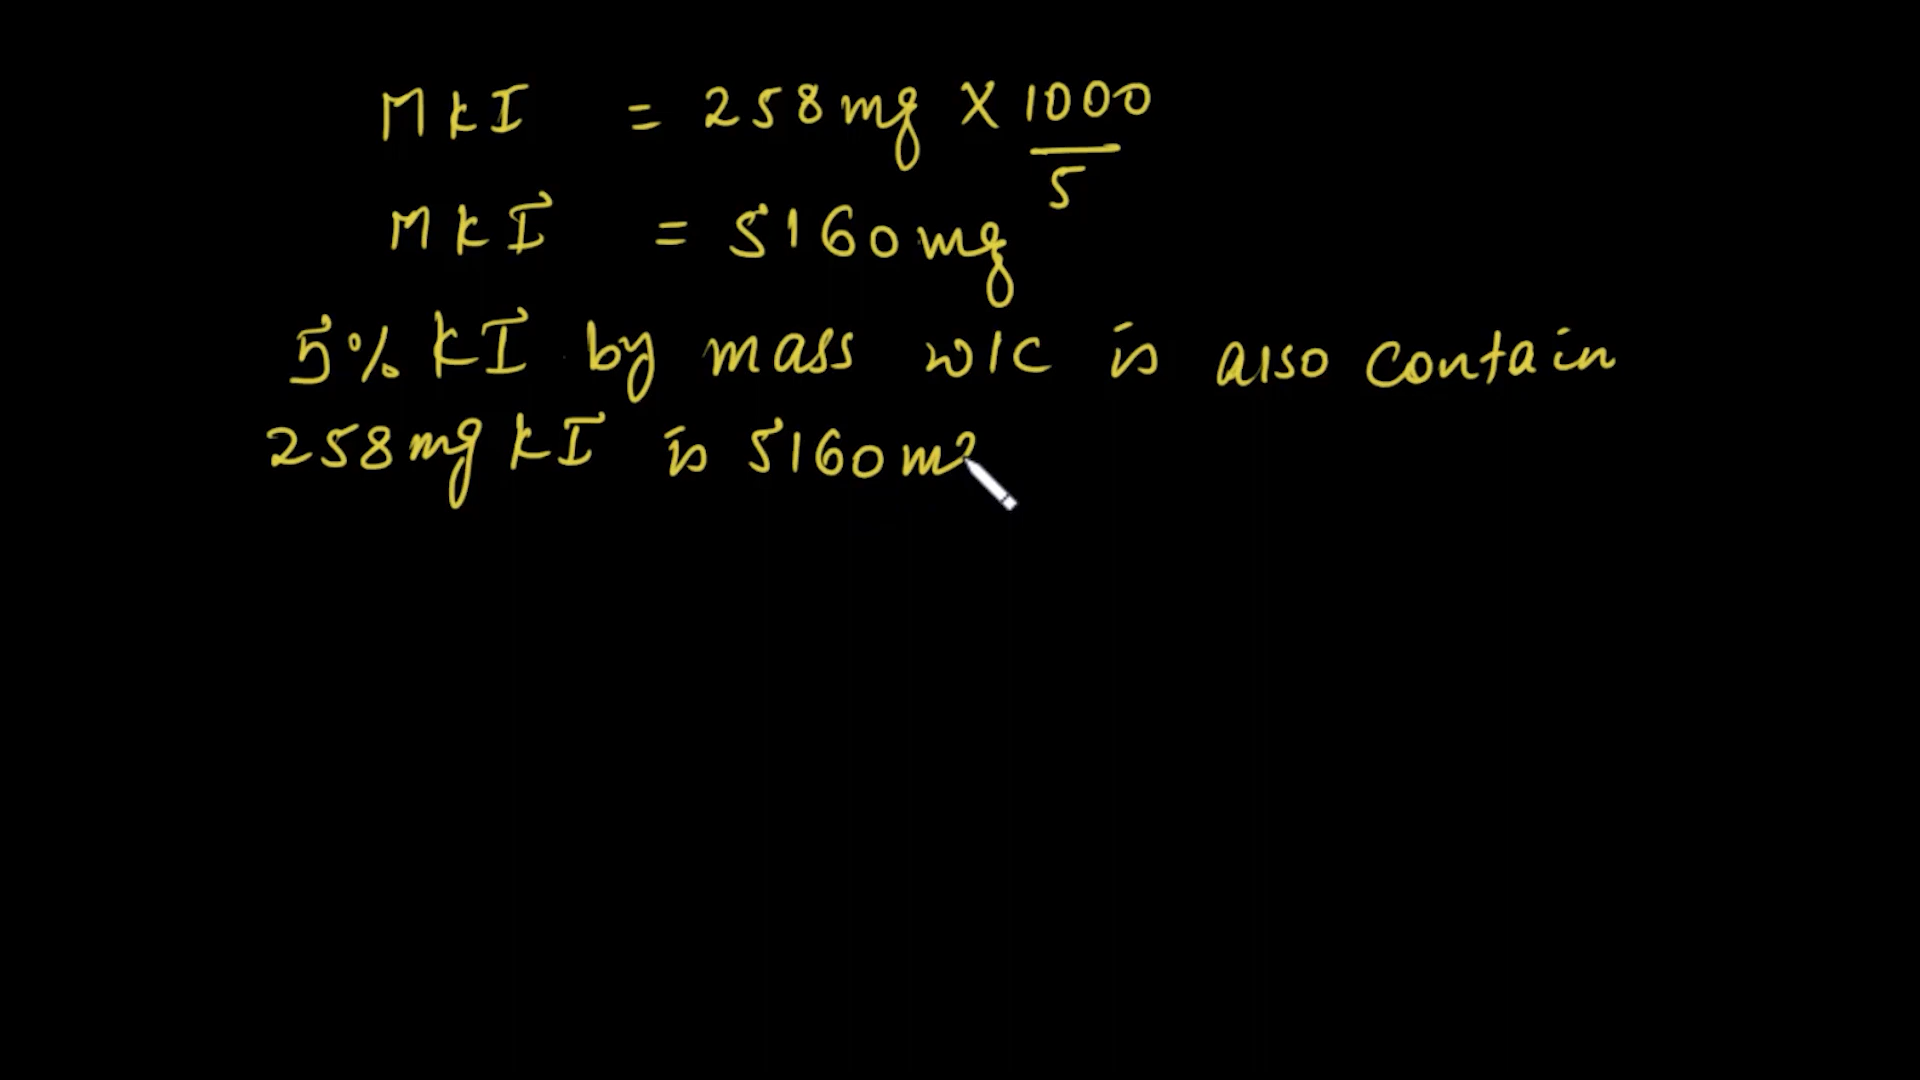 MKI = 258mg X 1000/5
MKI = 5160mg
5% KI by mass w/c is also contain
258mg KI is 5160m